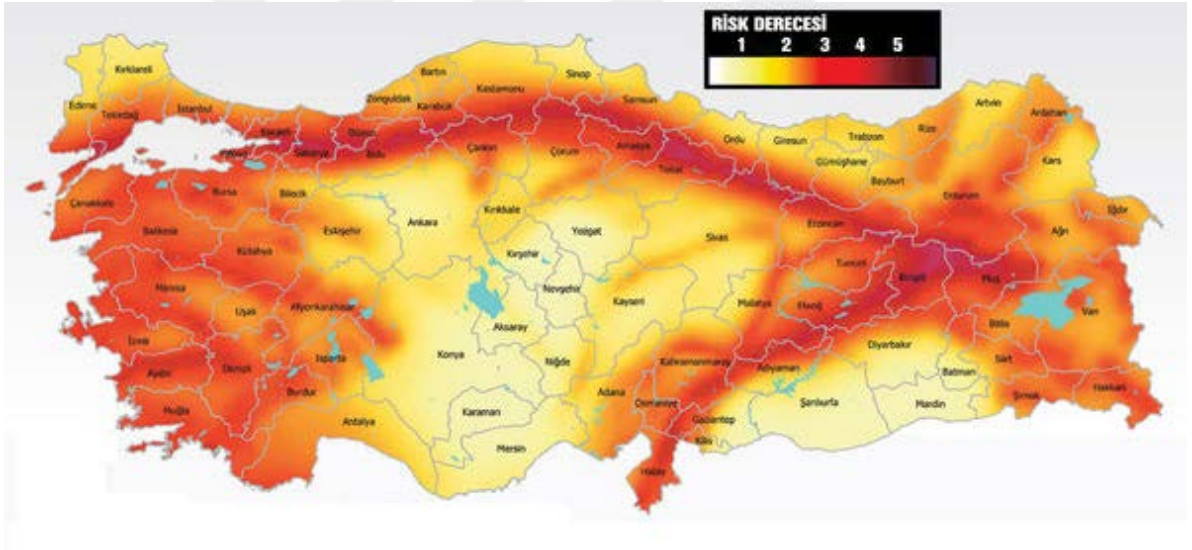 RİSK DERECESİ
1 2 3 4 5
Kırklareli
Edirne
Tekirdağ
İstanbul
Kocaeli
Sakarya
Düzce
Bolu
Zonguldak
Bartın
Karabük
Kastamonu
Sinop
Samsun
Çankırı
Çorum
Amasya
Tokat
Ordu
Giresun
Trabzon
Gümüşhane
Bayburt
Rize
Artvin
Ardahan
Kars
Iğdır
Ağrı
Erzurum
Erzincan
Tunceli
Bingöl
Muş
Bitlis
Van
Hakkari
Şırnak
Siirt
Batman
Mardin
Diyarbakır
Şanlıurfa
Adıyaman
Malatya
Elazığ
Sivas
Yozgat
Kırıkkale
Kırşehir
Nevşehir
Kayseri
Aksaray
Niğde
Ankara
Eskişehir
Bilecik
Bursa
Çanakkale
Balıkesir
Kütahya
Manisa
Uşak
Afyonkarahisar
İzmir
Aydın
Denizli
Isparta
Burdur
Muğla
Antalya
Konya
Karaman
Mersin
Adana
Osmaniye
Kahramanmaraş
Gaziantep
Kilis
Hatay